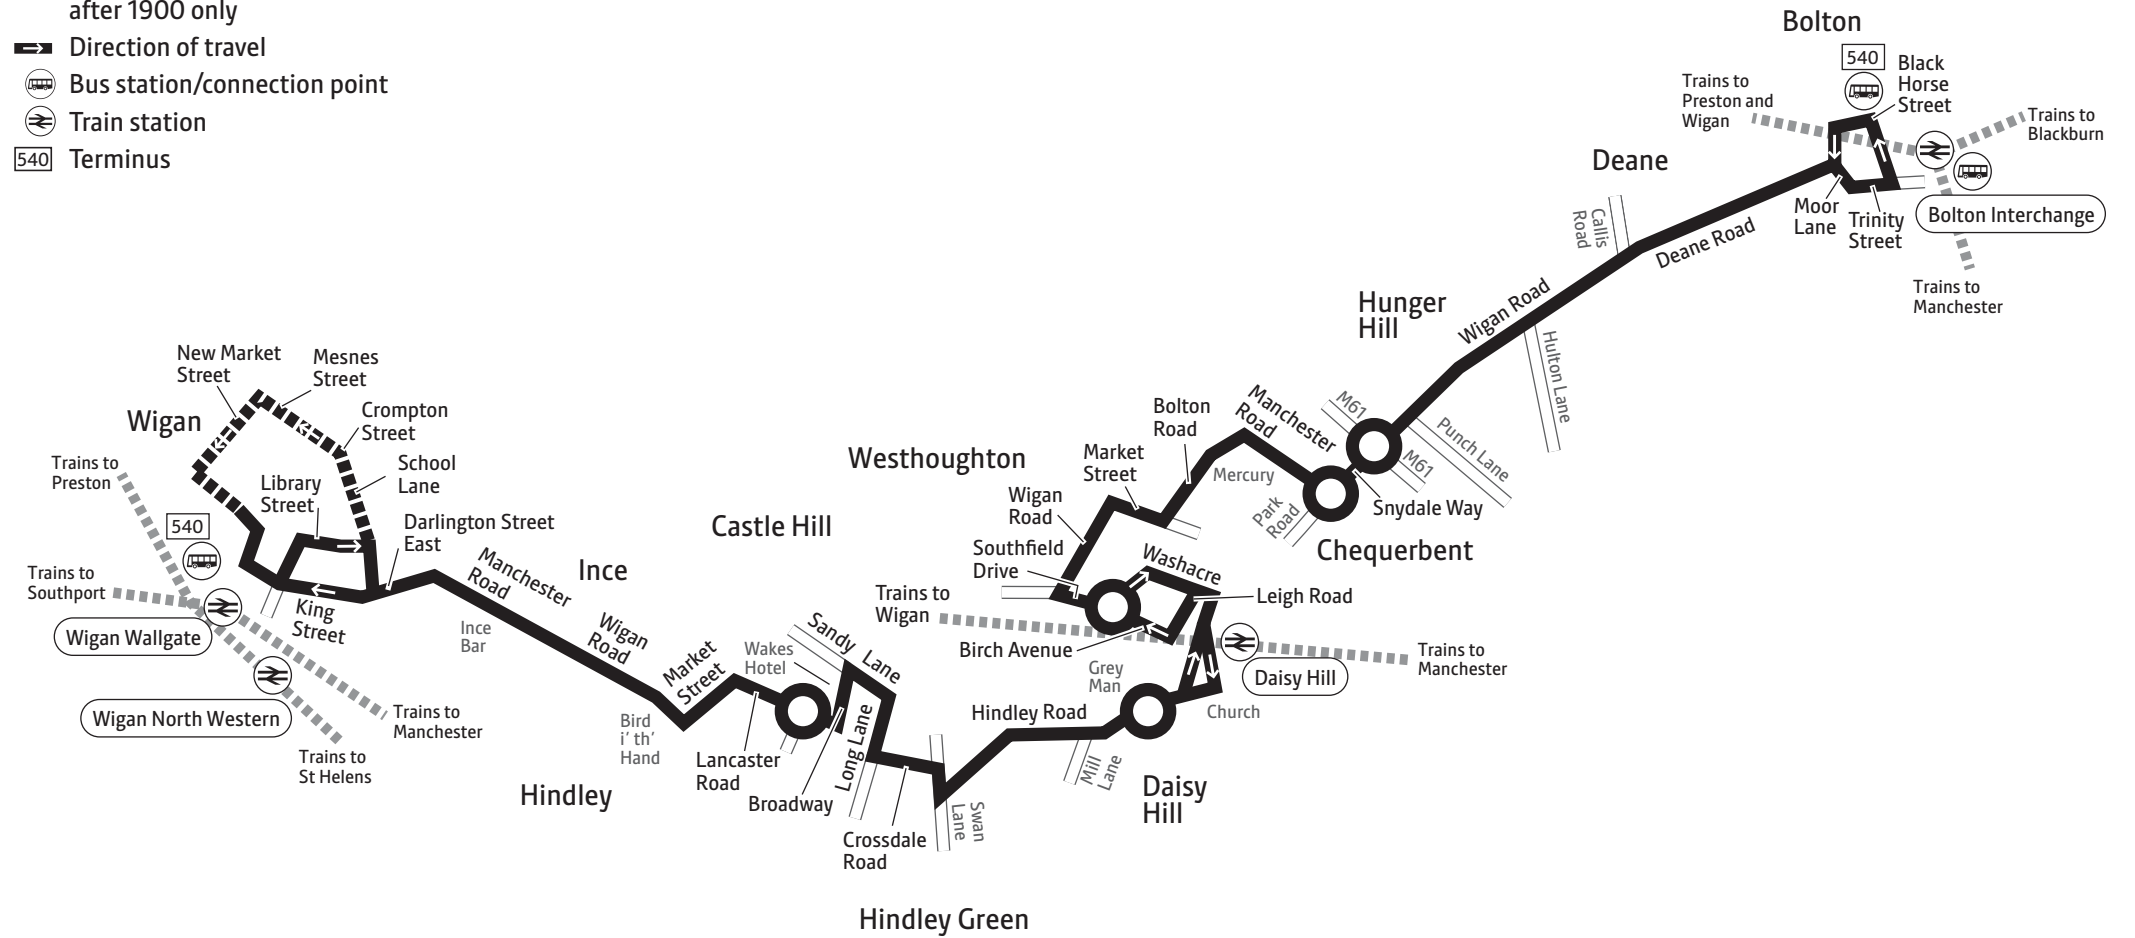 after 1900 only
Direction of travel
Bus station/connection point
Train station
540
Terminus
Bolton
540
Black
Horse
Street
Trains to
Preston and
Wigan
Trains to
Blackburn
Deane
Callis
Road
Moor
Lane
Trinity
Street
Bolton Interchange
Deane Road
Trains to
Manchester
Hunger
Hill
Wigan Road
Hulton Lane
New Market
Street
Mesnes
Street
Wigan
Crompton
Street
School
Lane
Trains to
Preston
Library
Street
540
Darlington Street
East
Trains to
Southport
King
Street
Wigan Wallgate
Wigan North Western
Trains to
Manchester
Trains to
St Helens
Manchester
Road
Ince
Ince
Bar
Wigan
Road
Castle Hill
Westhoughton
Bolton
Road
Manchester
Road
M61
M61
Punch Lane
Market
Street
Mercury
Park
Road
Snydale Way
Chequerbent
Wigan
Road
Southfield
Drive
Washacre
Leigh Road
Trains to
Wigan
Birch Avenue
Trains to
Manchester
Daisy Hill
Grey
Man
Church
Hindley Road
Mill
Lane
Daisy
Hill
Market
Street
Wakes
Hotel
Sandy Lane
Bird
i’ th’
Hand
Lancaster
Road
Broadway
Long Lane
Hindley
Crossdale
Road
Swan
Lane
Hindley Green